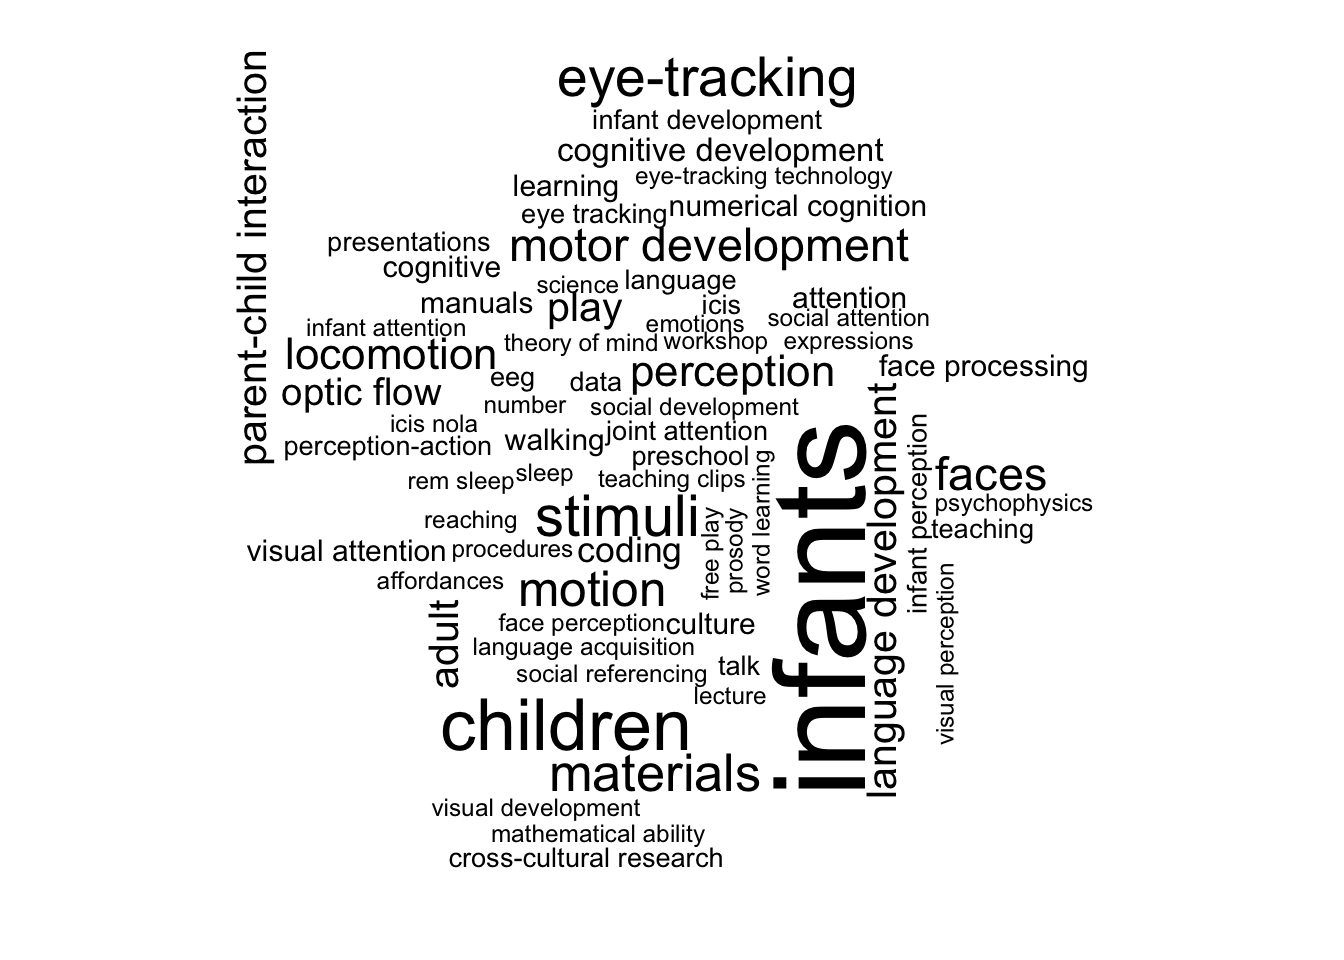 parent-child interaction
eye-tracking
infant development
cognitive development
eye-tracking technology
learning
numerical cognition
eye tracking
presentations
motor development
cognitive
science
language
manuals
play
icis
attention
infant attention
emotions
social attention
locomotion
theory of mind
workshop
expressions
optic flow
eeg
data
perception
face processing
number
social development
icis nola
perception-action
walking
joint attention
preschool
rem sleep
sleep
teaching clips
word learning
infants
language development
infant perception
faces
psychophysics
teaching
reaching
stimuli
free play
prosody
visual attention
procedures
coding
affordances
motion
visual perception
adult
face perception
culture
language acquisition
social referencing
talk
lecture
children
materials
visual development
mathematical ability
cross-cultural research